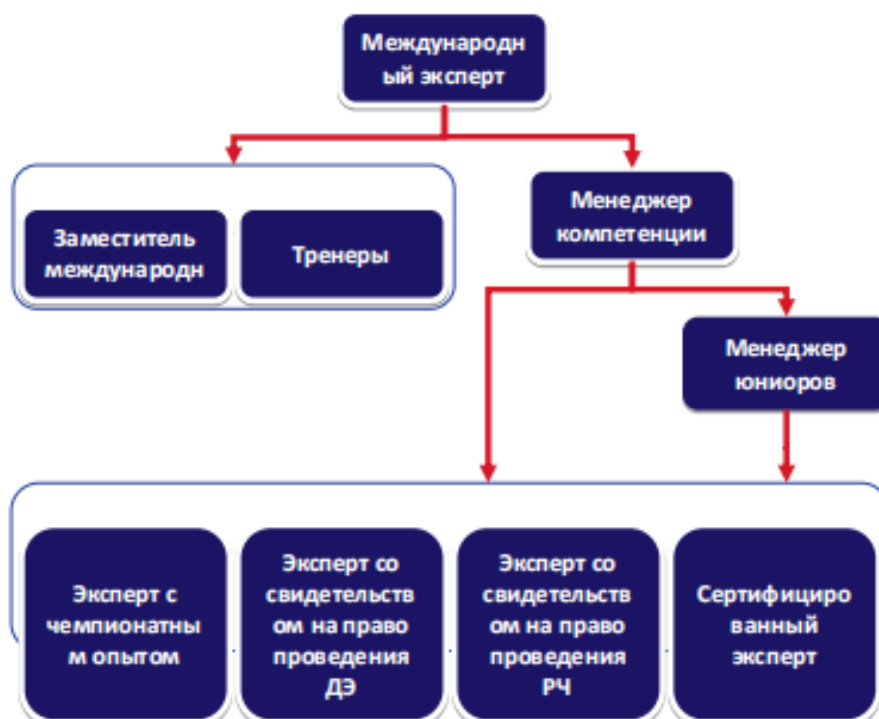 Международн
ый эксперт
Заместитель
международн
Тренеры
Менеджер
компетенции
Менеджер
юниоров
Эксперт с
чемпионатны
м опытом
Эксперт со
свидетельств
ом на право
проведения
ДЭ
Эксперт со
свидетельств
ом на право
проведения
РЧ
Сертифициро
ванный
эксперт